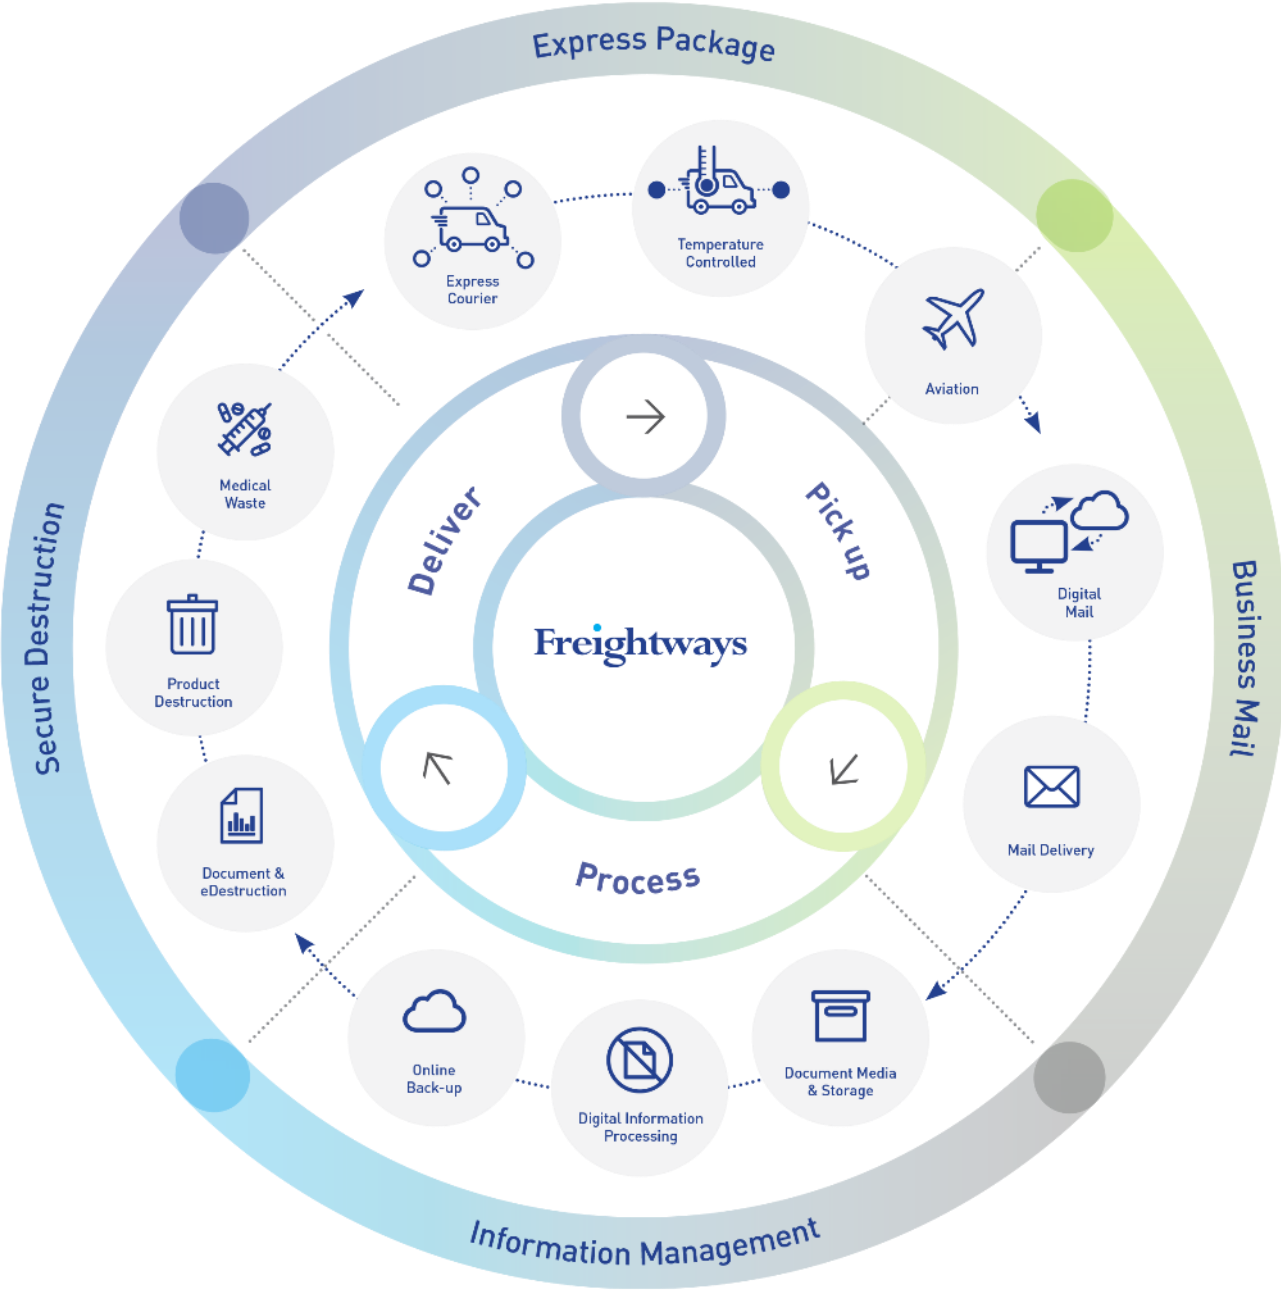 Express Package
Express
Courier
Temperature
Controlled
Aviation
Business Mail
Digital
Mail
Mail Delivery
Information Management
Document Media
& Storage
Digital Information
Processing
Online
Back-up
Secure Destruction
Document &
eDestruction
Product
Destruction
Medical
Waste
Pick up
Process
Deliver
Freightways